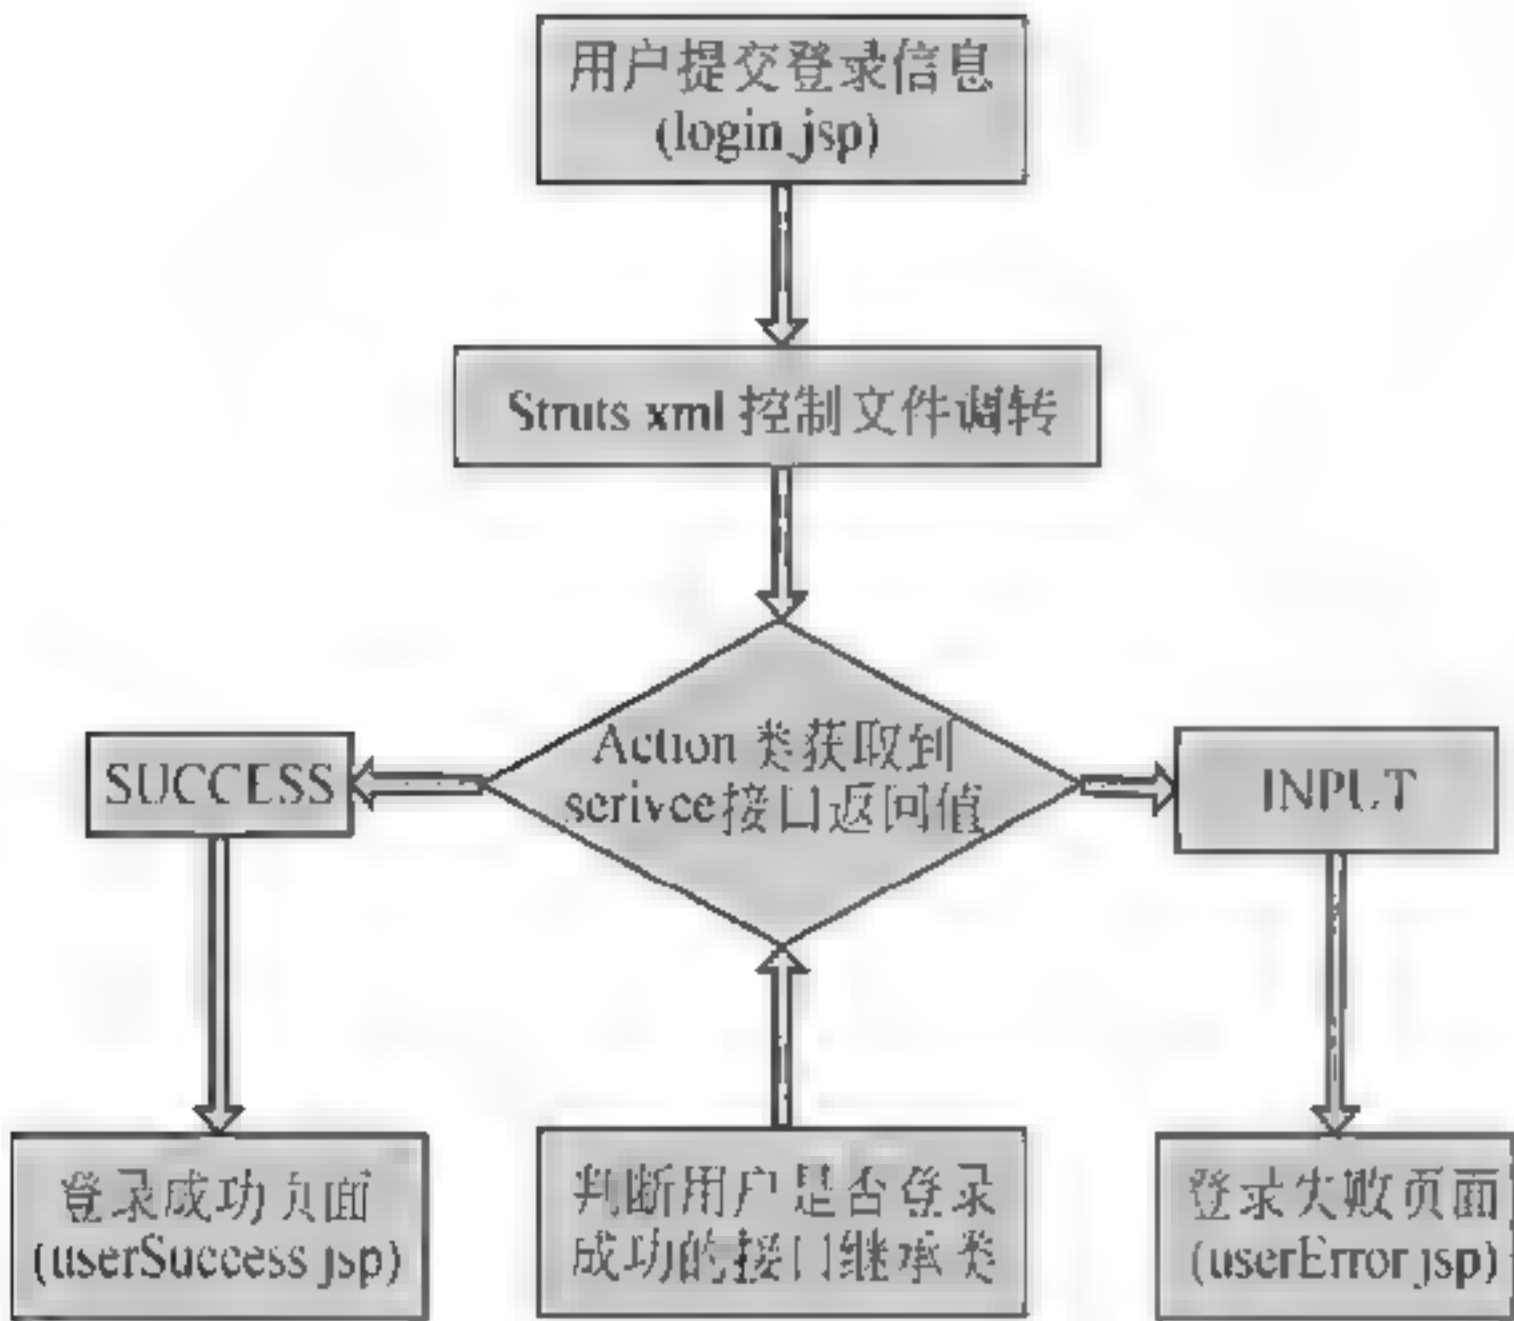 用户提交登录信息
(login.jsp)
Struts xml 控制文件调转
Action 类获取到
serivce接口返回值
SUCCESS
INPUT
登录成功页面
(userSuccess.jsp)
判断用户是否登录
成功的接口继承类
登录失败页面
(userError.jsp)